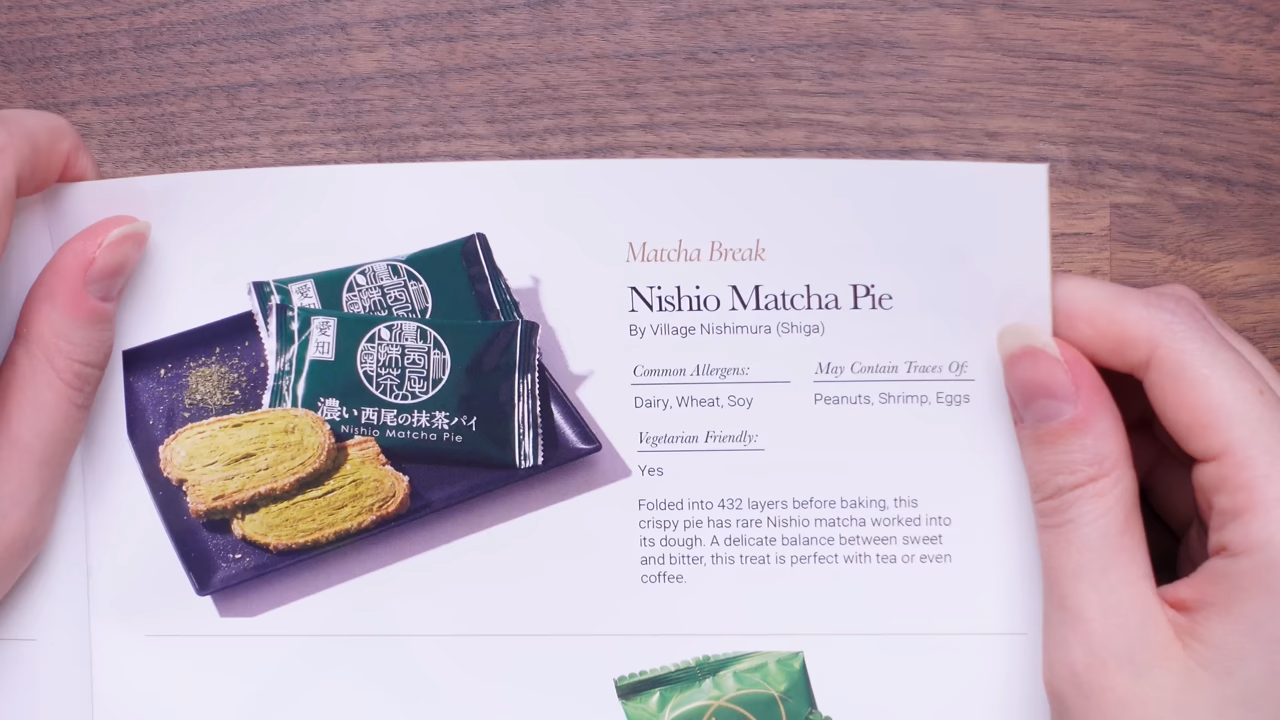 Matcha Break
Nishio Matcha Pie
By Village Nishimura (Shiga)
Common Allergens:
Dairy, Wheat, Soy
May Contain Traces Of:
Peanuts, Shrimp, Eggs
Vegetarian Friendly:
Yes
Folded into 432 layers before baking, this
crispy pie has rare Nishio matcha worked into
its dough. A delicate balance between sweet
and bitter, this treat is perfect with tea or even
coffee.
愛知
濃い西尾の抹茶パイ
Nishio Matcha Pie